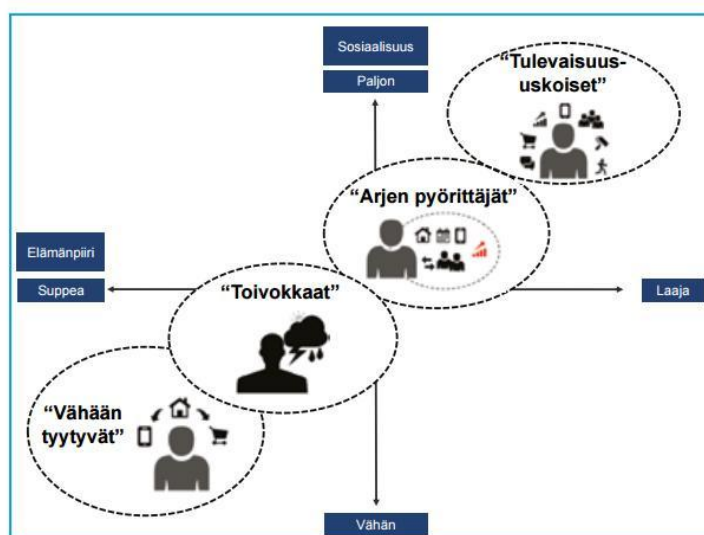 Sosiaalisuus
Paljon
“Tulevaisuus-
uskoiset”
“Arjen pyörittäjät”
Elämänpiiri
Suppea
“Toivokkaat”
Laaja
“Vähään
tyytyvät”
Vähän